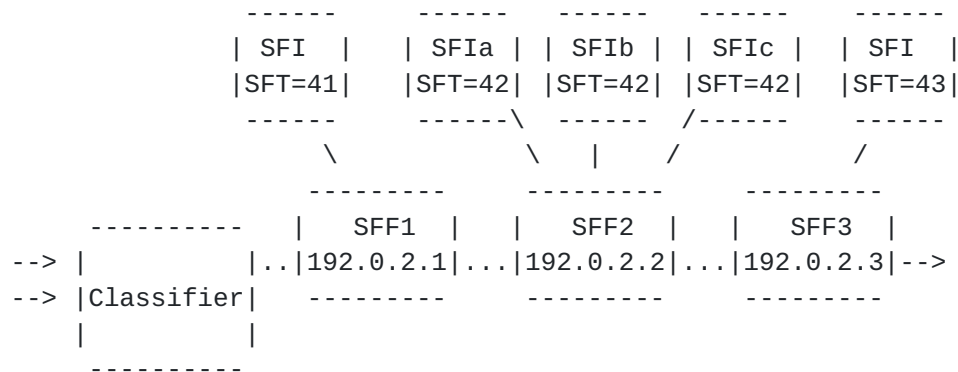 | SFI | | SFIa | | SFIb | | SFIc | | SFI |
|SFT=41| |SFT=42| |SFT=42| |SFT=42| |SFT=43|
---------- | SFF1 | | SFF2 | | SFF3 |
--> | |..|192.0.2.1|...|192.0.2.2|...|192.0.2.3|-->
--> |Classifier| --------- --------- ---------